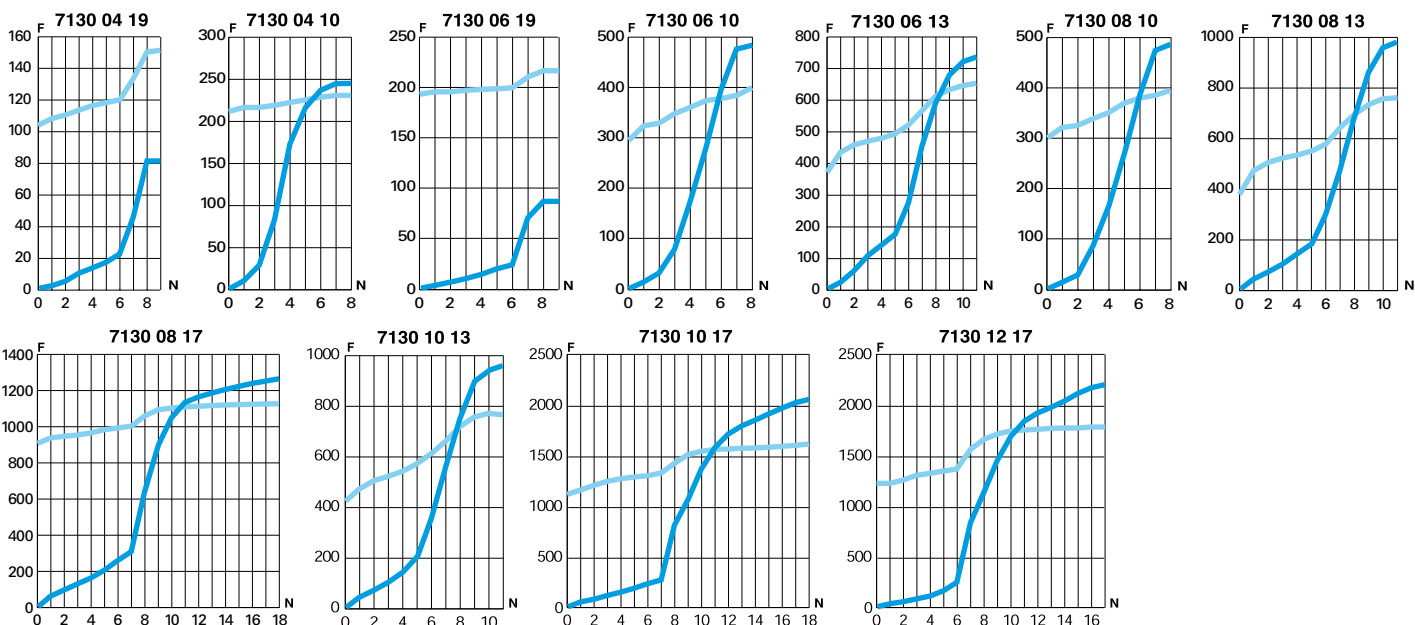 7130 04 19
F
160
140
120
100
80
60
40
20
0
0 2 4 6 8
N
7130 04 10
F
300
250
200
150
100
50
0
0 2 4 6 8
N
7130 06 19
F
250
200
150
100
50
0
0 2 4 6 8
N
7130 06 10
F
500
400
300
200
100
0
0 2 4 6 8
N
7130 06 13
F
800
700
600
500
400
300
200
100
0
0 2 4 6 8 10
N
7130 08 10
F
500
400
300
200
100
0
0 2 4 6 8
N
7130 08 13
F
1000
800
600
400
200
0
0 2 4 6 8 10
N
7130 08 17
F
1400
1200
1000
800
600
400
200
0
0 2 4 6 8 10 12 14 16 18
N
7130 10 13
F
1000
800
600
400
200
0
0 2 4 6 8 10
N
7130 10 17
F
2500
2000
1500
1000
500
0
0 2 4 6 8 10 12 14 16 18
N
7130 12 17
F
2500
2000
1500
1000
500
0
0 2 4 6 8 10 12 14 16
N